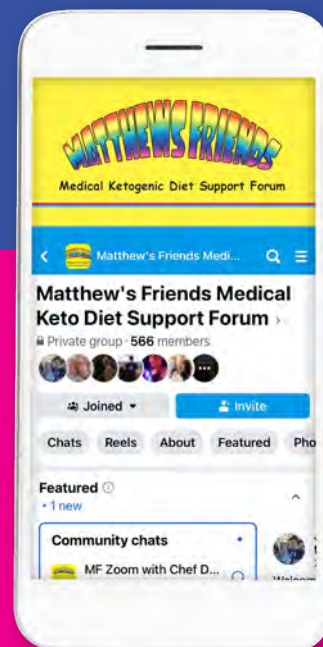 MATTHEWS FRIENDS
Medical Ketogenic Diet Support Forum
Matthew's Friends Medi...
Matthew's Friends Medical
Keto Diet Support Forum ›
Private group · 566 members
Joined
Invite
Chats Reels About Featured Pho
Featured
• 1 new
Community chats
MF Zoom with Chef D...